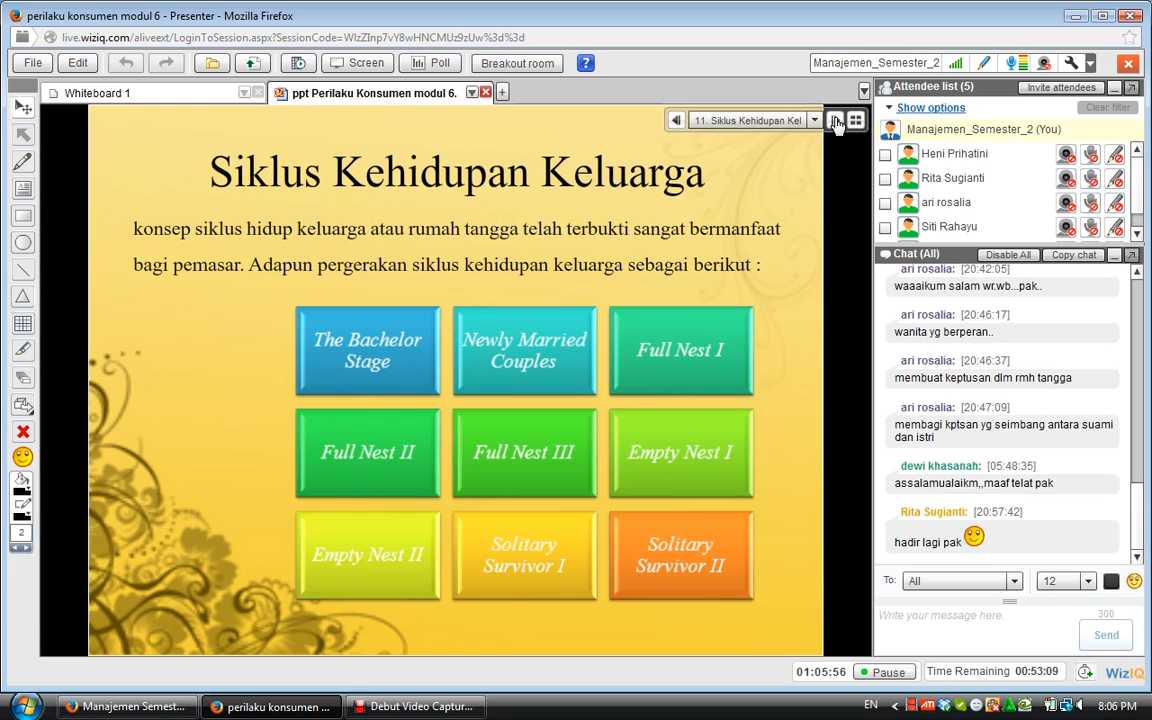 perilaku konsumen modul 6 - Presenter - Mozilla Firefox
live.wiziq.com/aliveext/LoginToSession.aspx?SessionCode=WIzZInp7vY8wHNCMUz9zUw%3d%3d
File Edit Screen Poll Breakout room ? Manajemen_Semester_2
Whiteboard 1 ppt Perilaku Konsumen modul 6.
11. Siklus Kehidupan Kel
Siklus Kehidupan Keluarga
konsep siklus hidup keluarga atau rumah tangga telah terbukti sangat bermanfaat
bagi pemasar. Adapun pergerakan siklus kehidupan keluarga sebagai berikut :
The Bachelor
Stage
Newly Married
Couples
Full Nest I
Full Nest II
Full Nest III
Empty Nest I
Empty Nest II
Solitary
Survivor I
Solitary
Survivor II
2
Attendee list (5) Invite attendees
Show options Clear filter
Manajemen_Semester_2 (You)
Heni Prihatini
Rita Sugianti
ari rosalia
Siti Rahayu
Chat (All) Disable All Copy chat
ari rosalia: [20:42:05]
waaaikum salam wr.wb...pak..
ari rosalia: [20:46:17]
wanita yg berperan..
ari rosalia: [20:46:37]
membuat keptusan dlm rmh tangga
ari rosalia: [20:47:09]
membagi kptsan yg seimbang antara suami
dan istri
dewi khasanah: [05:48:35]
assalamualaikm,,maaf telat pak
Rita Sugianti: [20:57:42]
hadir lagi pak
To: All 12
Write your message here. 300
Send
01:05:56 Pause Time Remaining 00:53:09 WizIQ
Manajemen Semest... perilaku konsumen ... Debut Video Captur... EN 8:06 PM